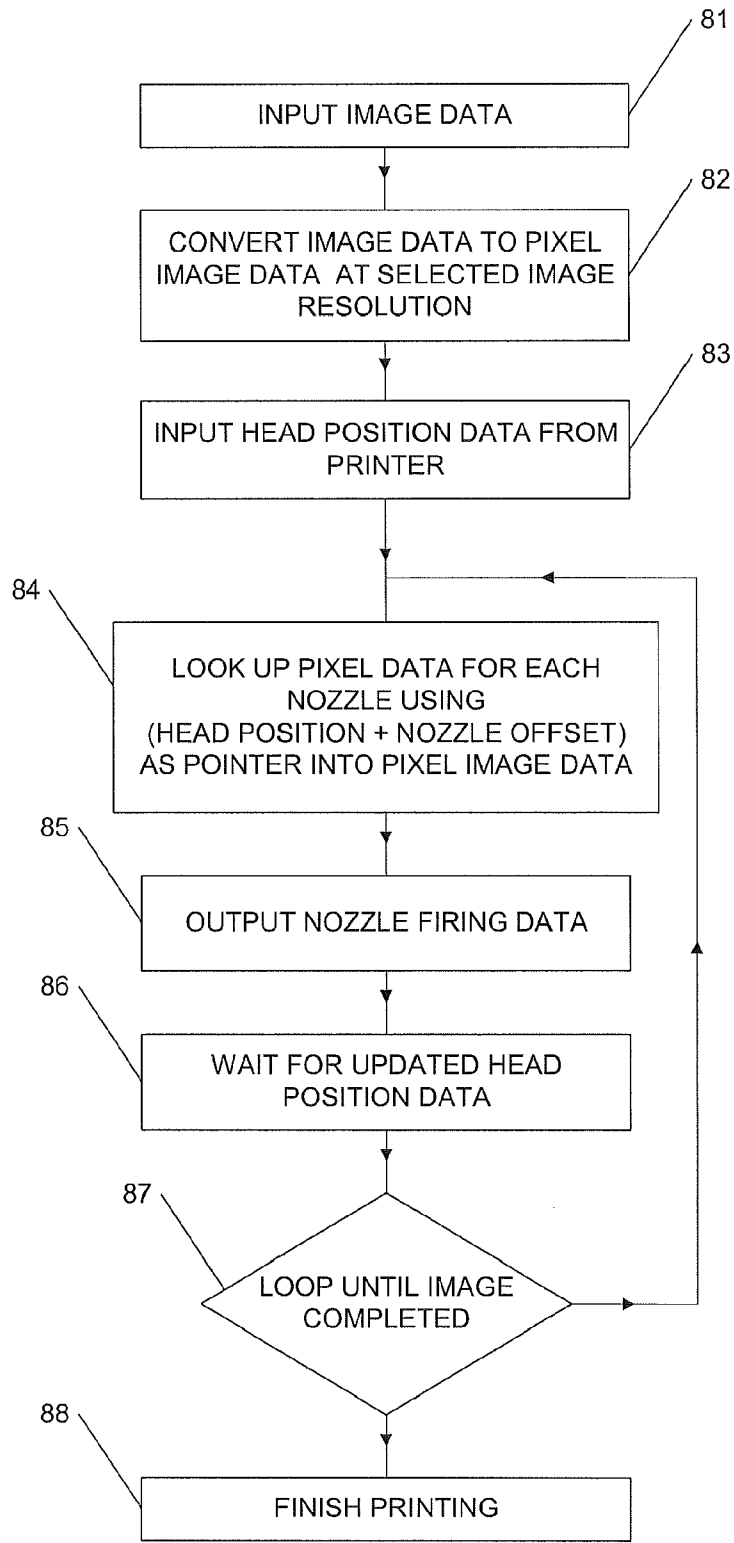 81
INPUT IMAGE DATA
82
CONVERT IMAGE DATA TO PIXEL
IMAGE DATA AT SELECTED IMAGE
RESOLUTION
83
INPUT HEAD POSITION DATA FROM
PRINTER
84
LOOK UP PIXEL DATA FOR EACH
NOZZLE USING
(HEAD POSITION + NOZZLE OFFSET)
AS POINTER INTO PIXEL IMAGE DATA
85
OUTPUT NOZZLE FIRING DATA
86
WAIT FOR UPDATED HEAD
POSITION DATA
87
LOOP UNTIL IMAGE
COMPLETED
88
FINISH PRINTING